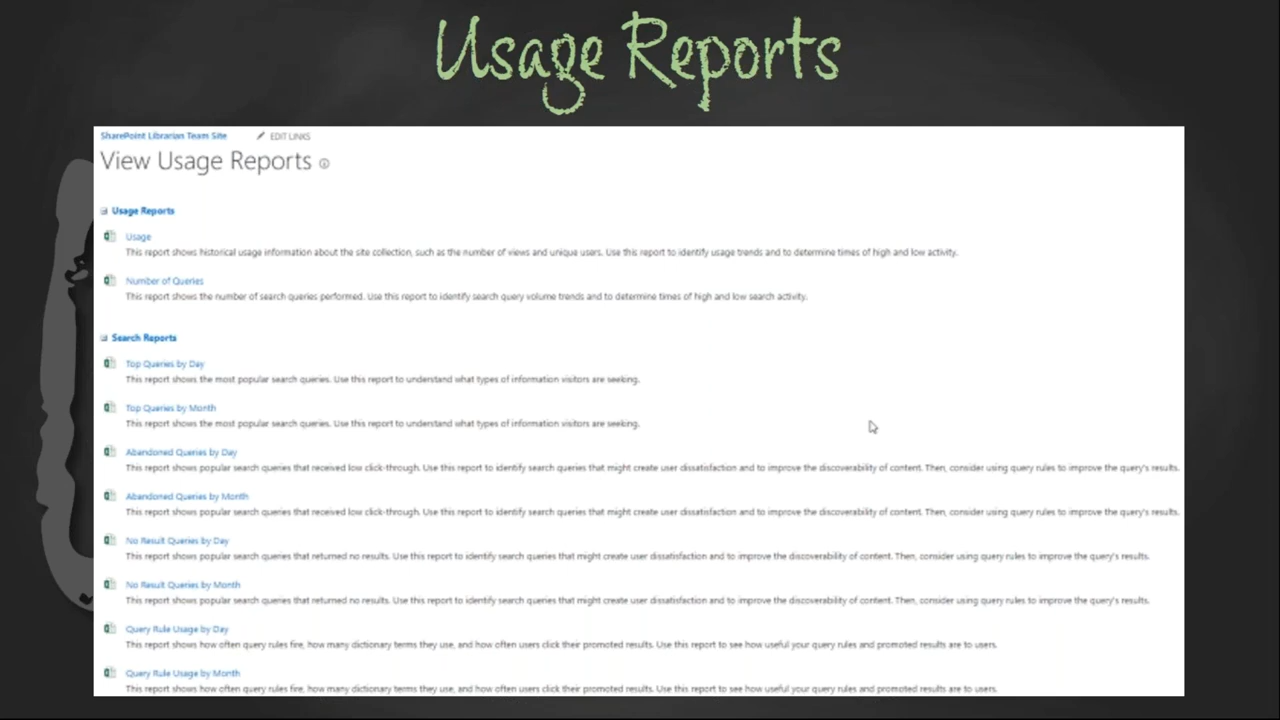 Usage Reports
SharePoint Librarian Team Site EDIT LINKS
View Usage Reports
Usage Reports
Usage
This report shows historical usage information about the site collection, such as the number of views and unique users. Use this report to identify usage trends and to determine times of high and low activity.
Number of Queries
This report shows the number of search queries performed. Use this report to identify search query volume trends and to determine times of high and low search activity.
Search Reports
Top Queries by Day
This report shows the most popular search queries. Use this report to understand what types of information visitors are seeking.
Top Queries by Month
This report shows the most popular search queries. Use this report to understand what types of information visitors are seeking.
Abandoned Queries by Day
This report shows popular search queries that received low click-through. Use this report to identify search queries that might create user dissatisfaction and to improve the discoverability of content. Then, consider using query rules to improve the query's results.
Abandoned Queries by Month
This report shows popular search queries that received low click-through. Use this report to identify search queries that might create user dissatisfaction and to improve the discoverability of content. Then, consider using query rules to improve the query's results.
No Result Queries by Day
This report shows popular search queries that returned no results. Use this report to identify search queries that might create user dissatisfaction and to improve the discoverability of content. Then, consider using query rules to improve the query's results.
No Result Queries by Month
This report shows popular search queries that returned no results. Use this report to identify search queries that might create user dissatisfaction and to improve the discoverability of content. Then, consider using query rules to improve the query's results.
Query Rule Usage by Day
This report shows how often query rules fire, how many dictionary terms they use, and how often users click their promoted results. Use this report to see how useful your query rules and promoted results are to users.
Query Rule Usage by Month
This report shows how often query rules fire, how many dictionary terms they use, and how often users click their promoted results. Use this report to see how useful your query rules and promoted results are to users.